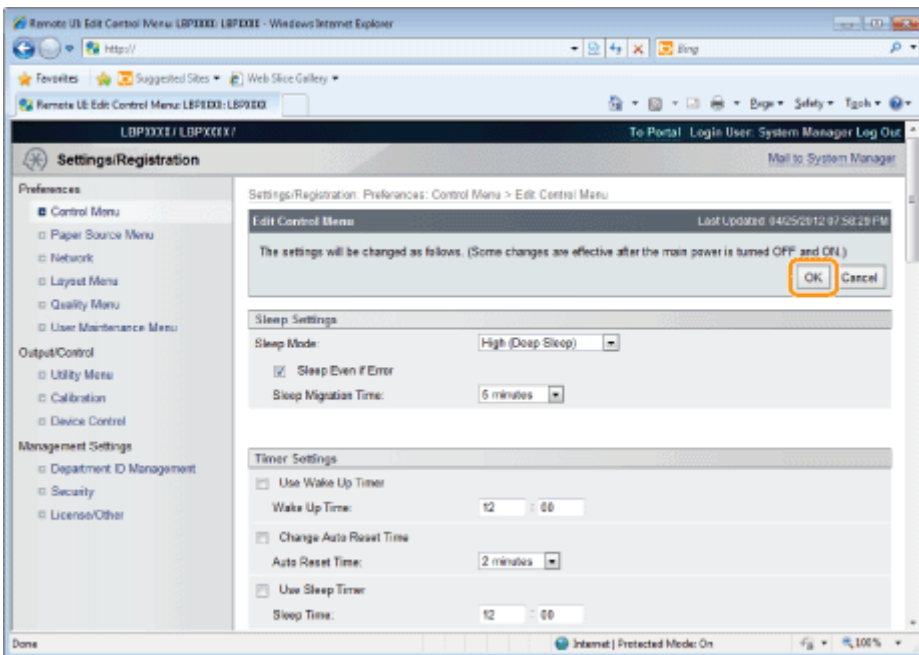 Remote UI: Edit Control Menu: LBPXXXX: LBPXXXX - Windows Internet Explorer
http://
Bing
Favorites Suggested Sites Web Slice Gallery
Remote UI: Edit Control Menu: LBPXXXX: LBPXXXX
Page Safety Tools
LBPXXXX / LBPXXXX /
To Portal Login User: System Manager Log Out
Settings/Registration
Mail to System Manager
Preferences
Control Menu
Paper Source Menu
Network
Layout Menu
Quality Menu
User Maintenance Menu
Output/Control
Utility Menu
Calibration
Device Control
Management Settings
Department ID Management
Security
License/Other
Settings/Registration: Preferences: Control Menu > Edit Control Menu
Edit Control Menu
Last Updated: 04/25/2012 07:58:29 PM
The settings will be changed as follows. (Some changes are effective after the main power is turned OFF and ON.)
OK Cancel
Sleep Settings
Sleep Mode: High (Deep Sleep)
Sleep Even if Error
Sleep Migration Time: 5 minutes
Timer Settings
Use Wake Up Timer
Wake Up Time: 12 : 00
Change Auto Reset Time
Auto Reset Time: 2 minutes
Use Sleep Timer
Sleep Time: 12 : 00
Done
Internet | Protected Mode: On
100%